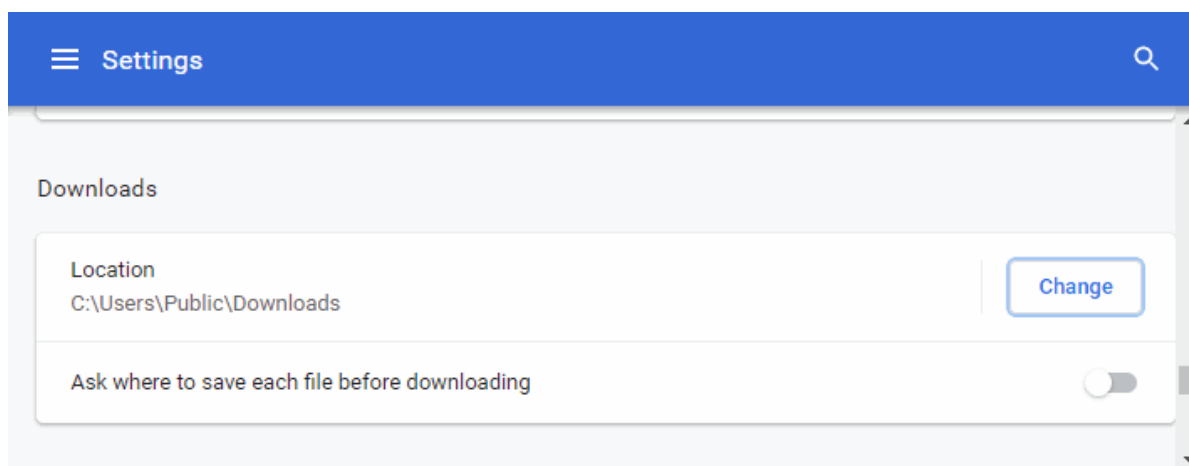 Settings
Downloads
Location
C:\Users\Public\Downloads
Change
Ask where to save each file before downloading